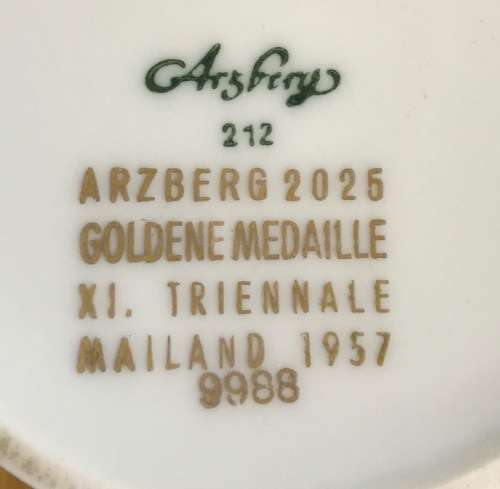 Arzberg
212
ARZBERG 2025
GOLDENE MEDAILLE
XI. TRIENNALE
MAILAND 1957
9988